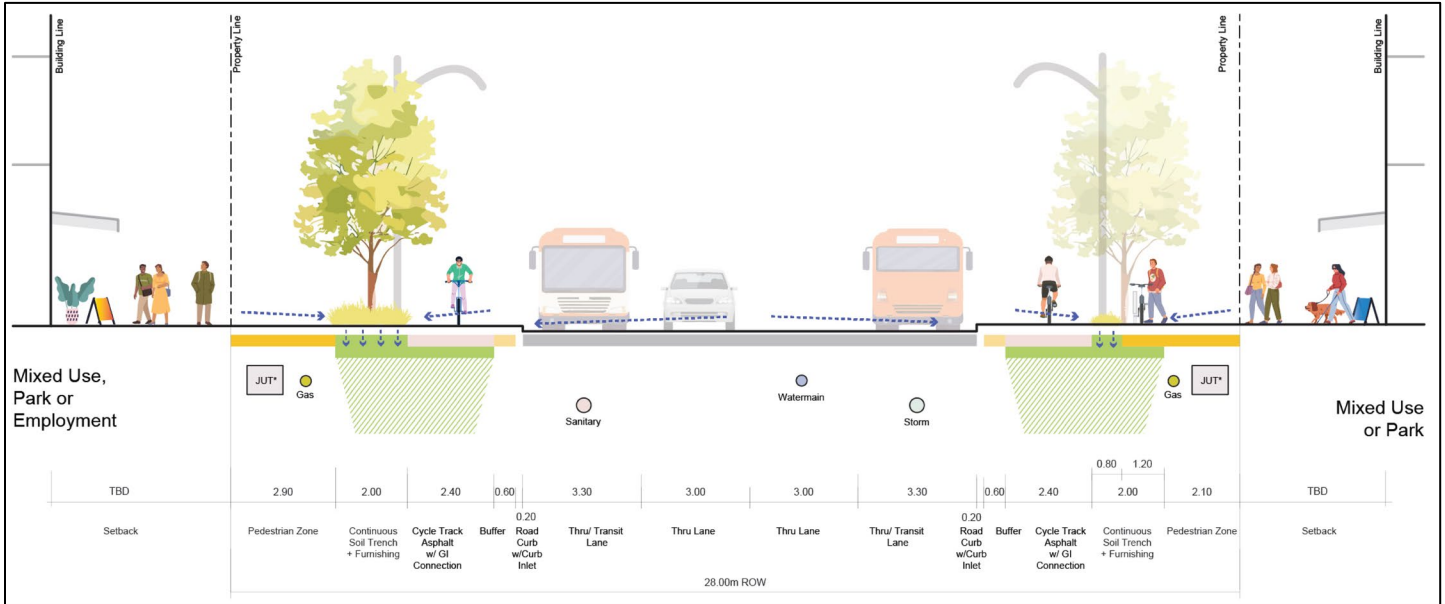 Building Line
Property Line
Property Line
Building Line
Mixed Use,
Park or
Employment
JUT*
Gas
Sanitary
Watermain
Storm
Gas
JUT*
Mixed Use
or Park
0.80
1.20
TBD
2.90
2.00
2.40
0.60
3.30
3.00
3.00
3.30
0.60
2.40
2.00
2.10
TBD
Setback
Pedestrian Zone
Continuous
Soil Trench
+ Furnishing
Cycle Track
Asphalt
w/ GI
Connection
Buffer
0.20
Road
Curb
w/Curb
Inlet
Thru/ Transit
Lane
Thru Lane
Thru Lane
Thru/ Transit
Lane
0.20
Road
Curb
w/Curb
Inlet
Buffer
Cycle Track
Asphalt
w/ GI
Connection
Continuous
Soil Trench
+ Furnishing
Pedestrian Zone
Setback
28.00m ROW